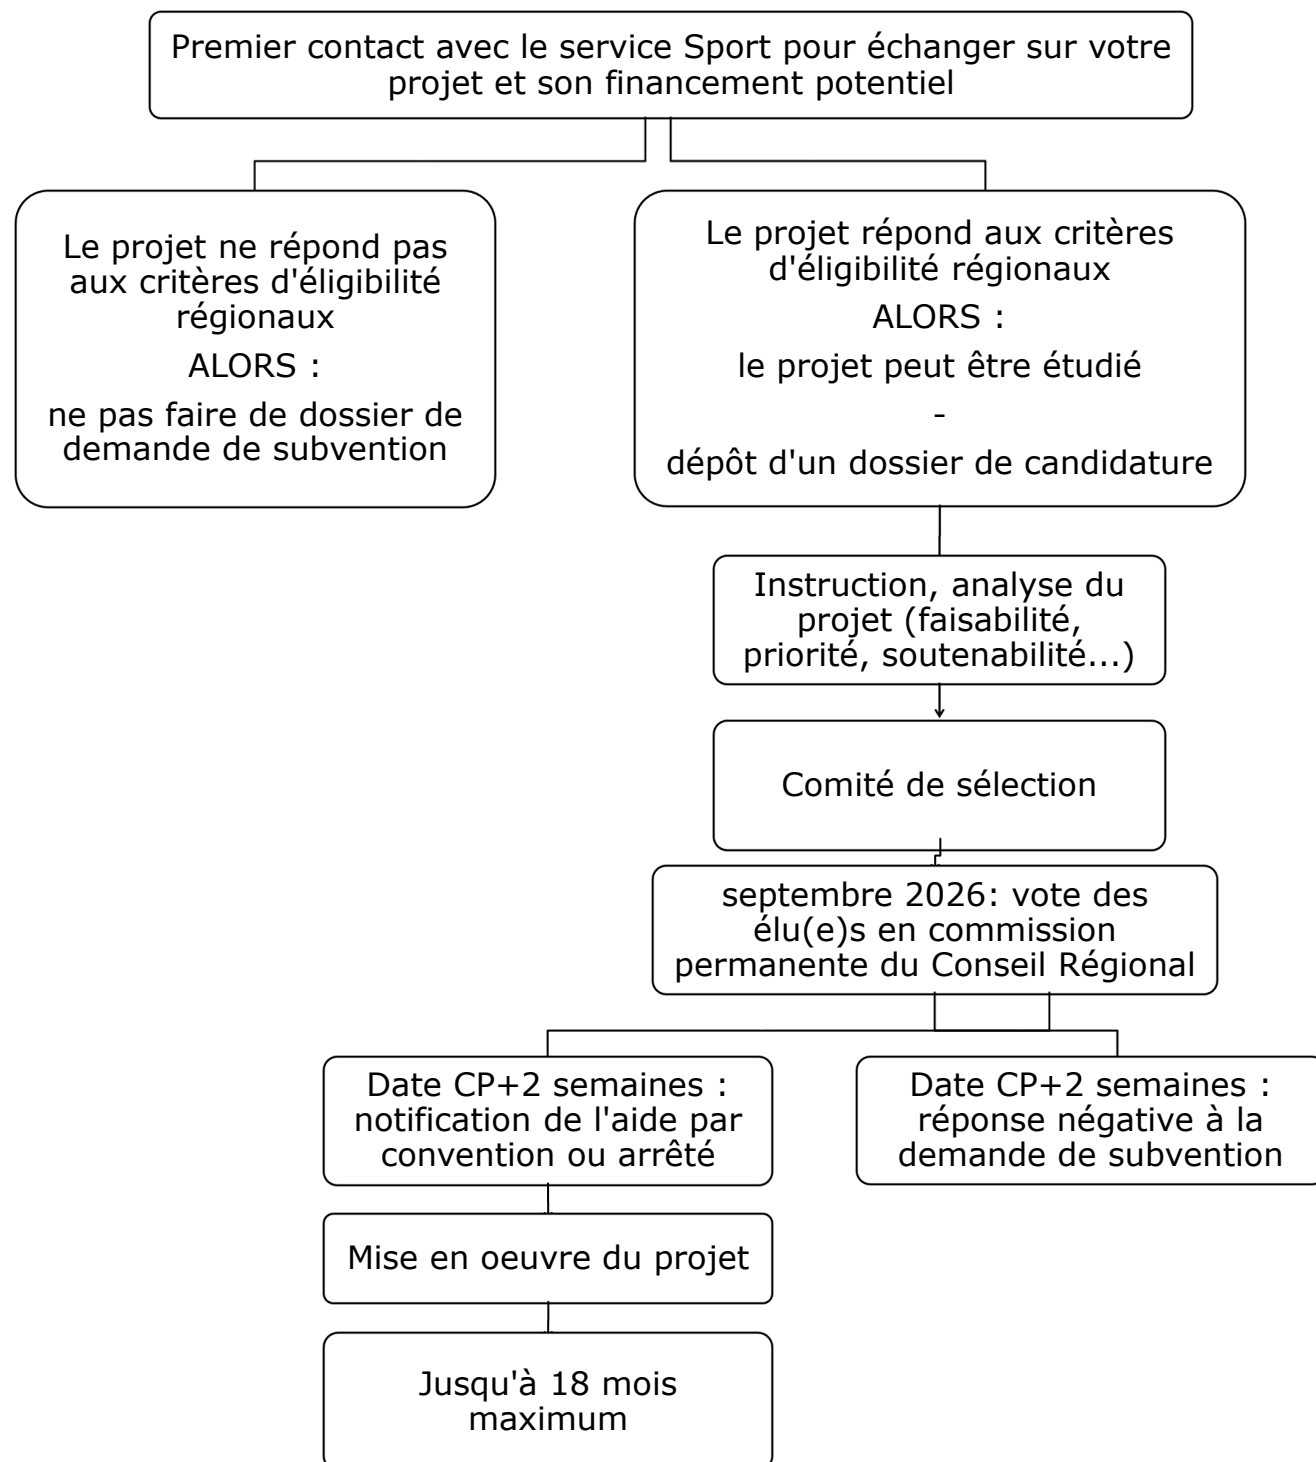 Premier contact avec le service Sport pour échanger sur votre
projet et son financement potentiel
Le projet ne répond pas
aux critères d'éligibilité
régionaux
ALORS :
ne pas faire de dossier de
demande de subvention
Le projet répond aux critères
d'éligibilité régionaux
ALORS :
le projet peut être étudié
-
dépôt d'un dossier de candidature
Instruction, analyse du
projet (faisabilité,
priorité, soutenabilité...)
Comité de sélection
septembre 2026: vote des
élu(e)s en commission
permanente du Conseil Régional
Date CP+2 semaines :
notification de l'aide par
convention ou arrêté
Date CP+2 semaines :
réponse négative à la
demande de subvention
Mise en oeuvre du projet
Jusqu'à 18 mois
maximum